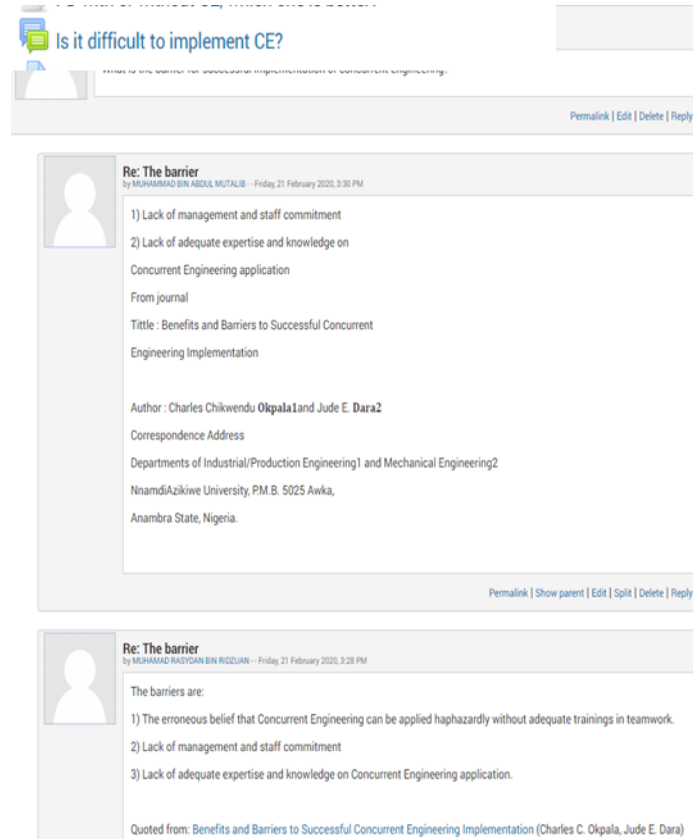 Is it difficult to implement CE?
Permalink | Edit | Delete | Reply
Re: The barrier
by MUHAMMAD BIN ABDUL MUTALIB - - Friday, 21 February 2020, 3:30 PM
1) Lack of management and staff commitment
2) Lack of adequate expertise and knowledge on
Concurrent Engineering application
From journal
Tittle : Benefits and Barriers to Successful Concurrent
Engineering Implementation
Author : Charles Chikwendu Okpala1and Jude E. Dara2
Correspondence Address
Departments of Industrial/Production Engineering1 and Mechanical Engineering2
NnamdiAzikiwe University, P.M.B. 5025 Awka,
Anambra State, Nigeria.
Permalink | Show parent | Edit | Split | Delete | Reply
Re: The barrier
by MUHAMAD RASYDAN BIN RIDZUAN - - Friday, 21 February 2020, 3:28 PM
The barriers are:
1) The erroneous belief that Concurrent Engineering can be applied haphazardly without adequate trainings in teamwork.
2) Lack of management and staff commitment
3) Lack of adequate expertise and knowledge on Concurrent Engineering application.
Quoted from: Benefits and Barriers to Successful Concurrent Engineering Implementation (Charles C. Okpala, Jude E. Dara)